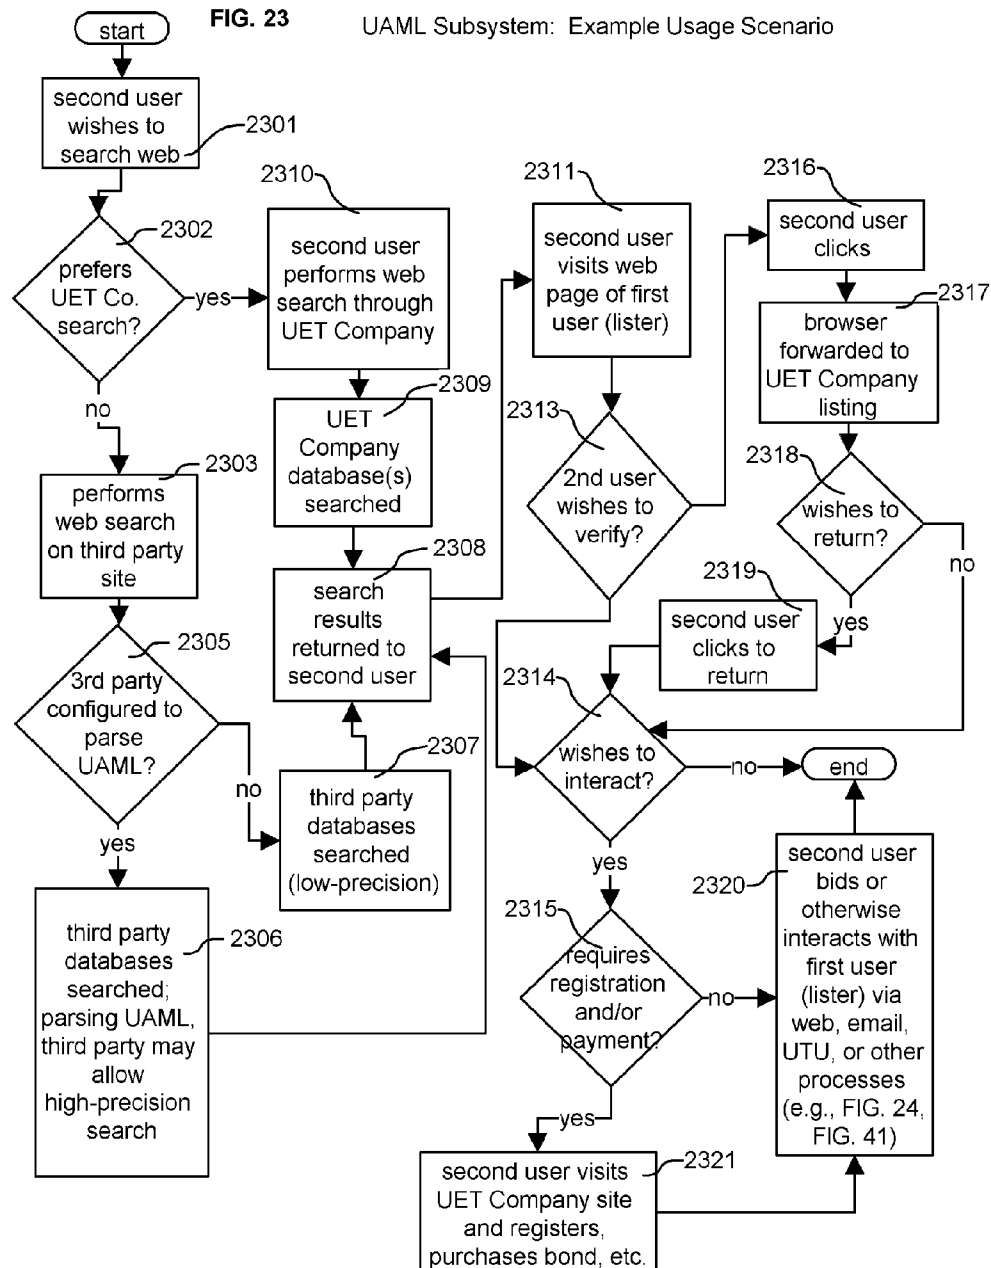 FIG. 23
UAML Subsystem: Example Usage Scenario
start
second user
wishes to
search web
2301
2302
prefers
UET Co.
search?
yes
no
2310
second user
performs web
search through
UET Company
2309
UET
Company
database(s)
searched
2303
performs
web search
on third party
site
2308
search
results
returned to
second user
2305
3rd party
configured to
parse
UAML?
no
yes
2307
third party
databases
searched
(low-precision)
2306
third party
databases
searched;
parsing UAML,
third party may
allow
high-precision
search
2311
second user
visits web
page of first
user (lister)
2313
2nd user
wishes to
verify?
2316
second user
clicks
2317
browser
forwarded to
UET Company
listing
2318
wishes to
return?
no
yes
2319
second user
clicks to
return
2314
wishes to
interact?
no
end
yes
2315
requires
registration
and/or
payment?
no
yes
2320
second user
bids or
otherwise
interacts with
first user
(lister) via
web, email,
UTU, or other
processes
(e.g., FIG. 24,
FIG. 41)
2321
second user visits
UET Company site
and registers,
purchases bond, etc.